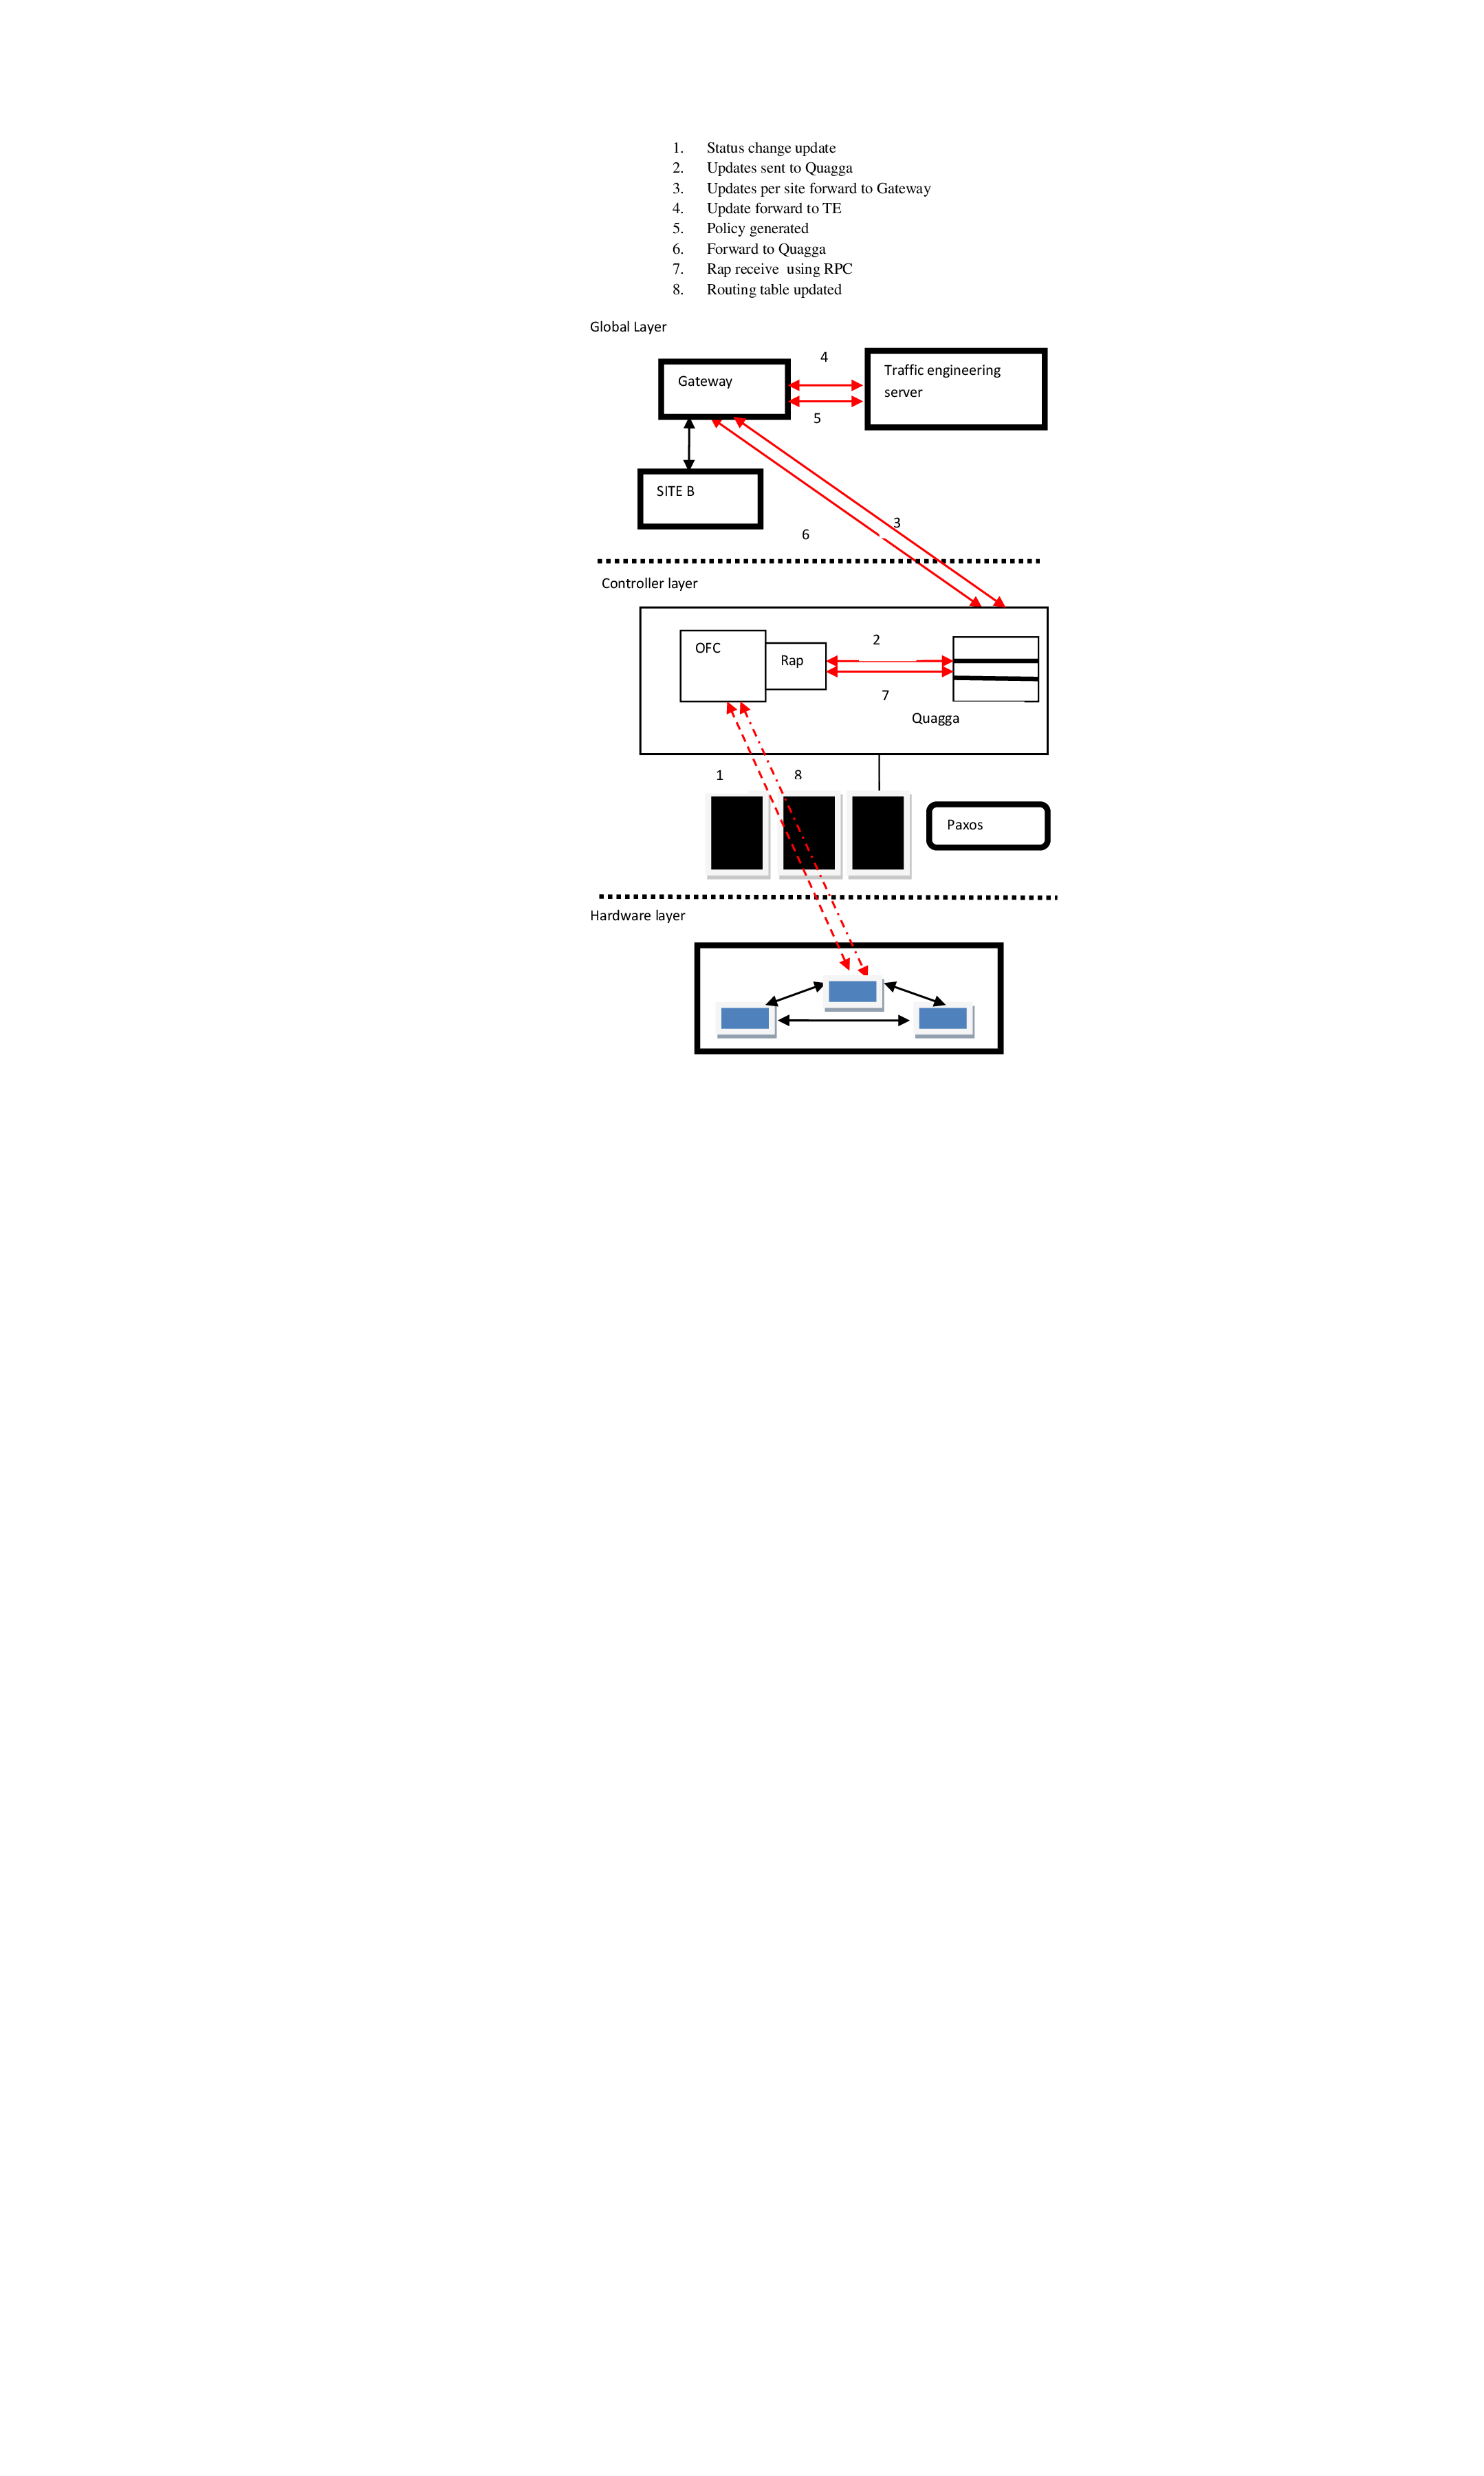 1. Status change update
2. Updates sent to Quagga
3. Updates per site forward to Gateway
4. Update forward to TE
5. Policy generated
6. Forward to Quagga
7. Rap receive  using RPC
8. Routing table updated
Global Layer
4
Gateway
Traffic engineering
server
5
SITE B
3
6
Controller layer
OFC
Rap
2
7
Quagga
1
8
Paxos
Hardware layer